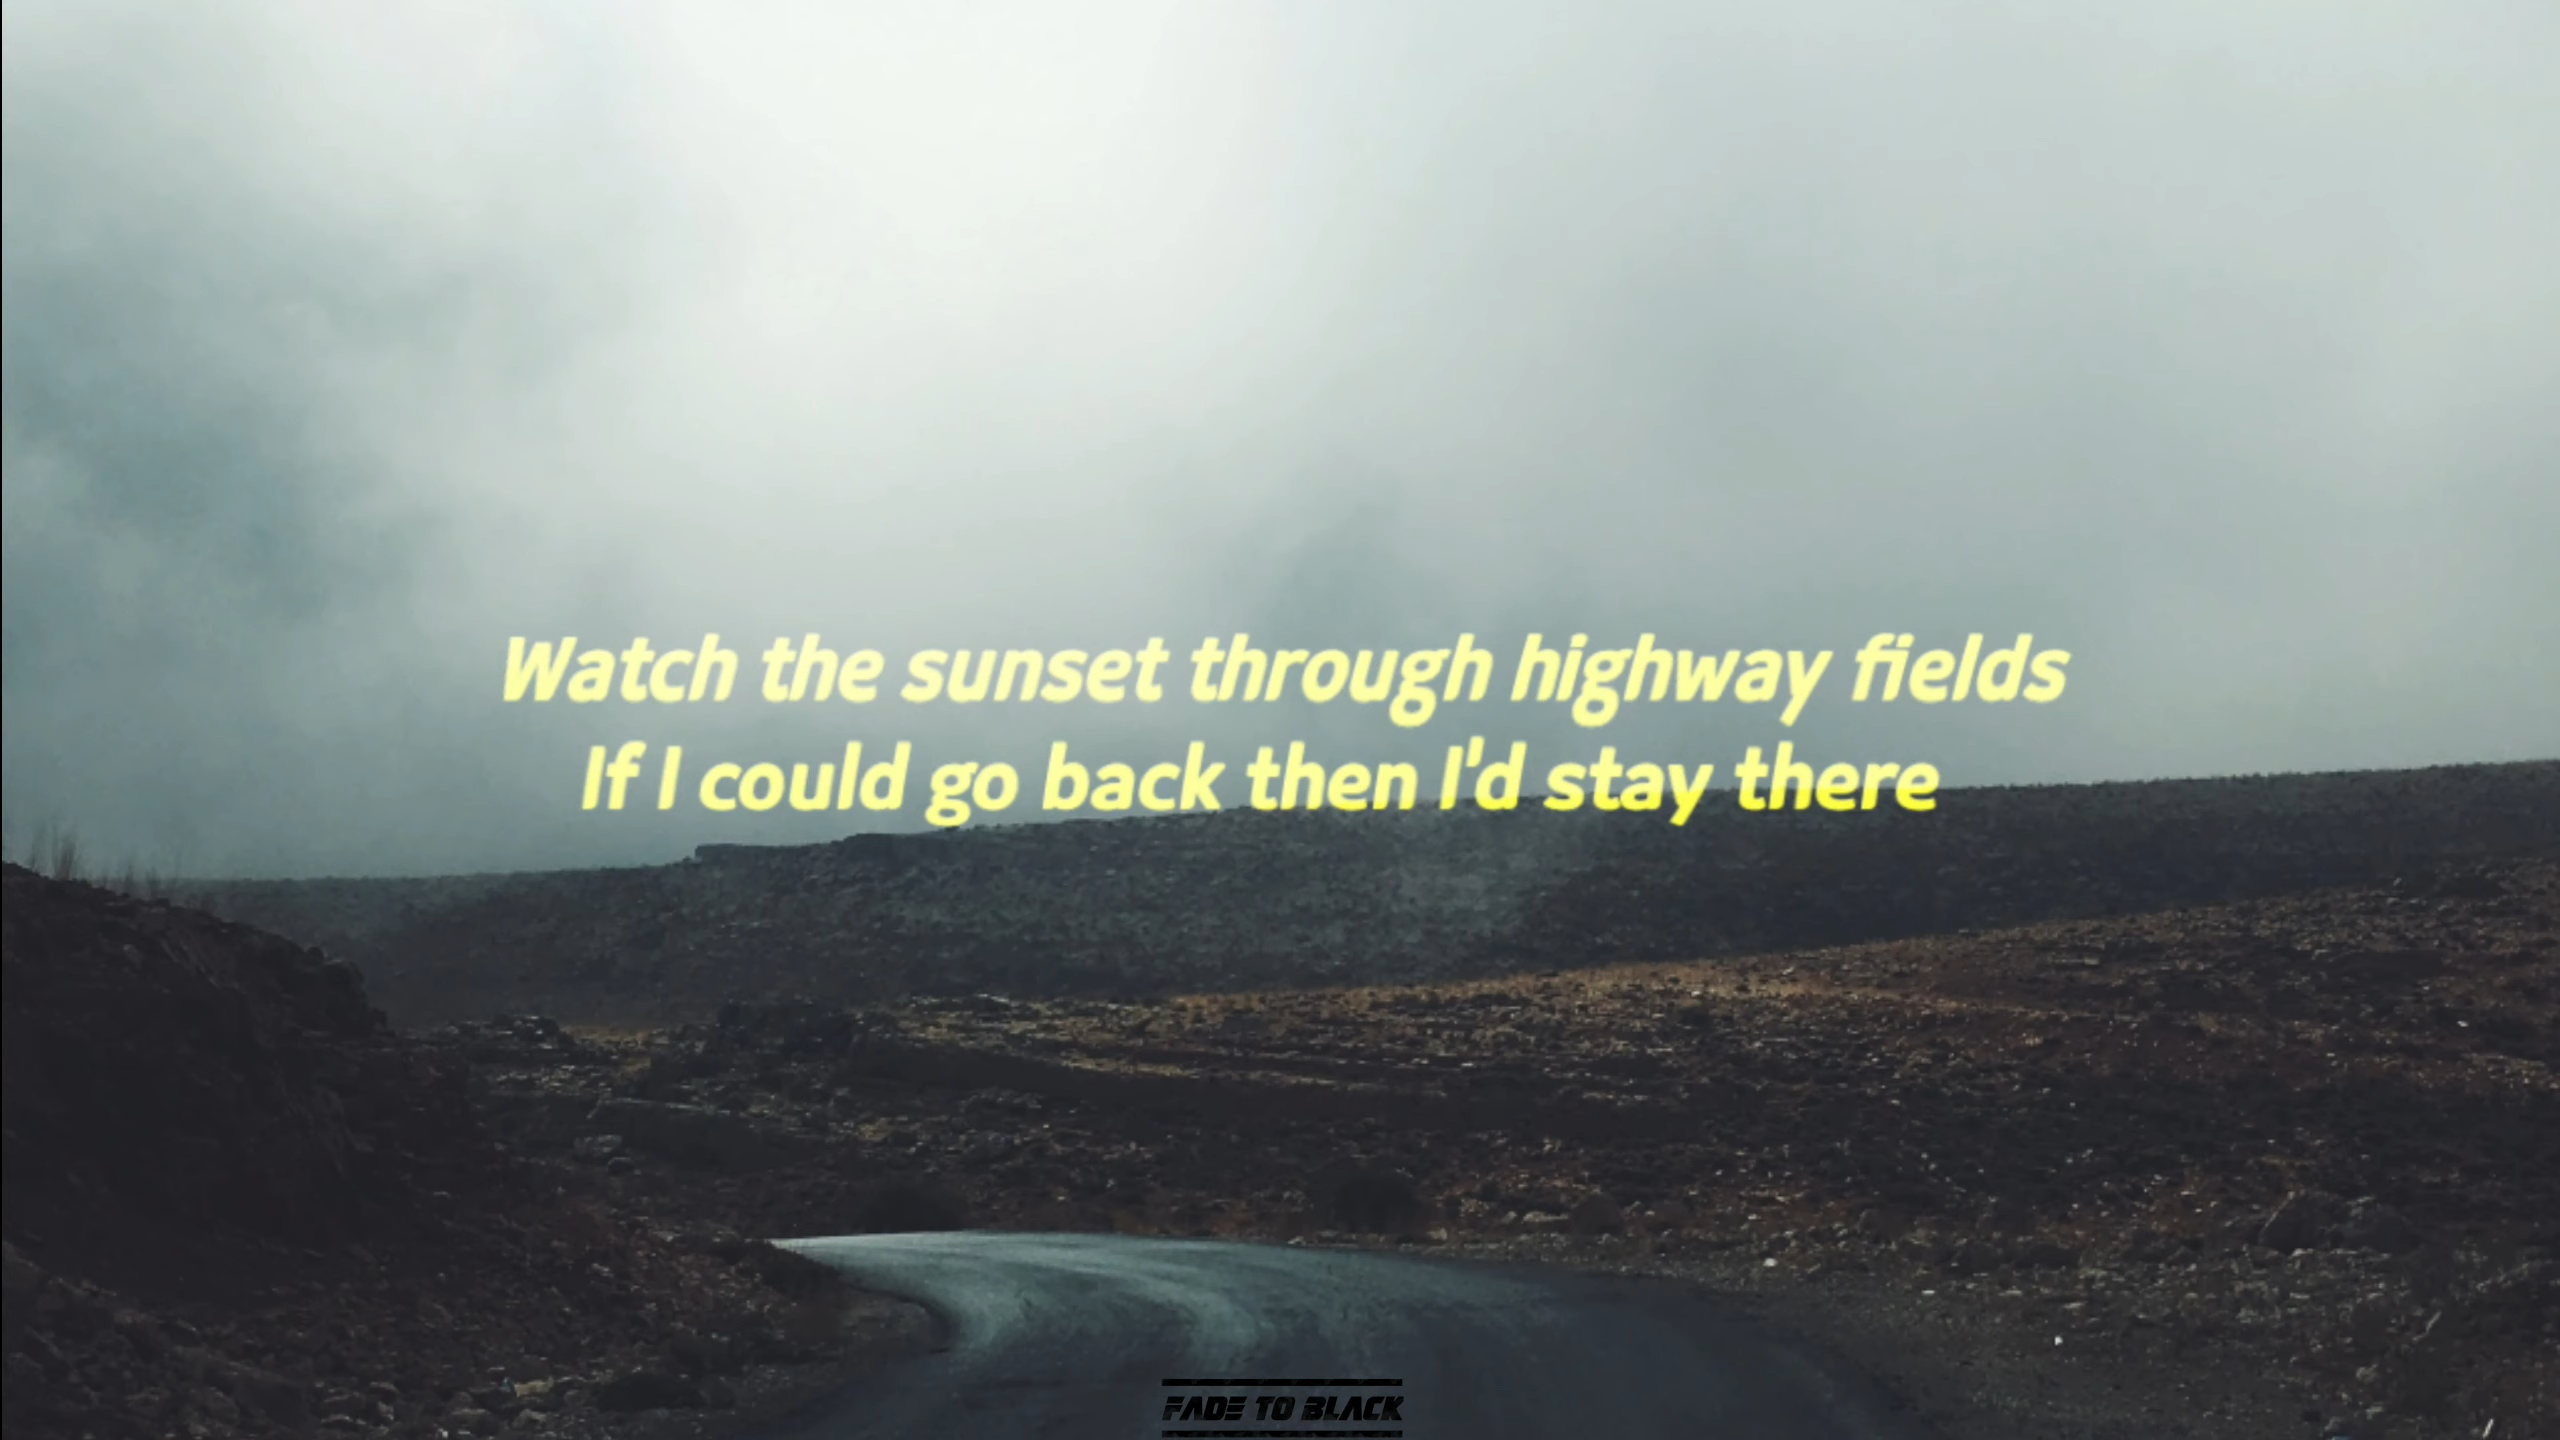 Watch the sunset through highway fields
If I could go back then I'd stay there
FADE TO BLACK